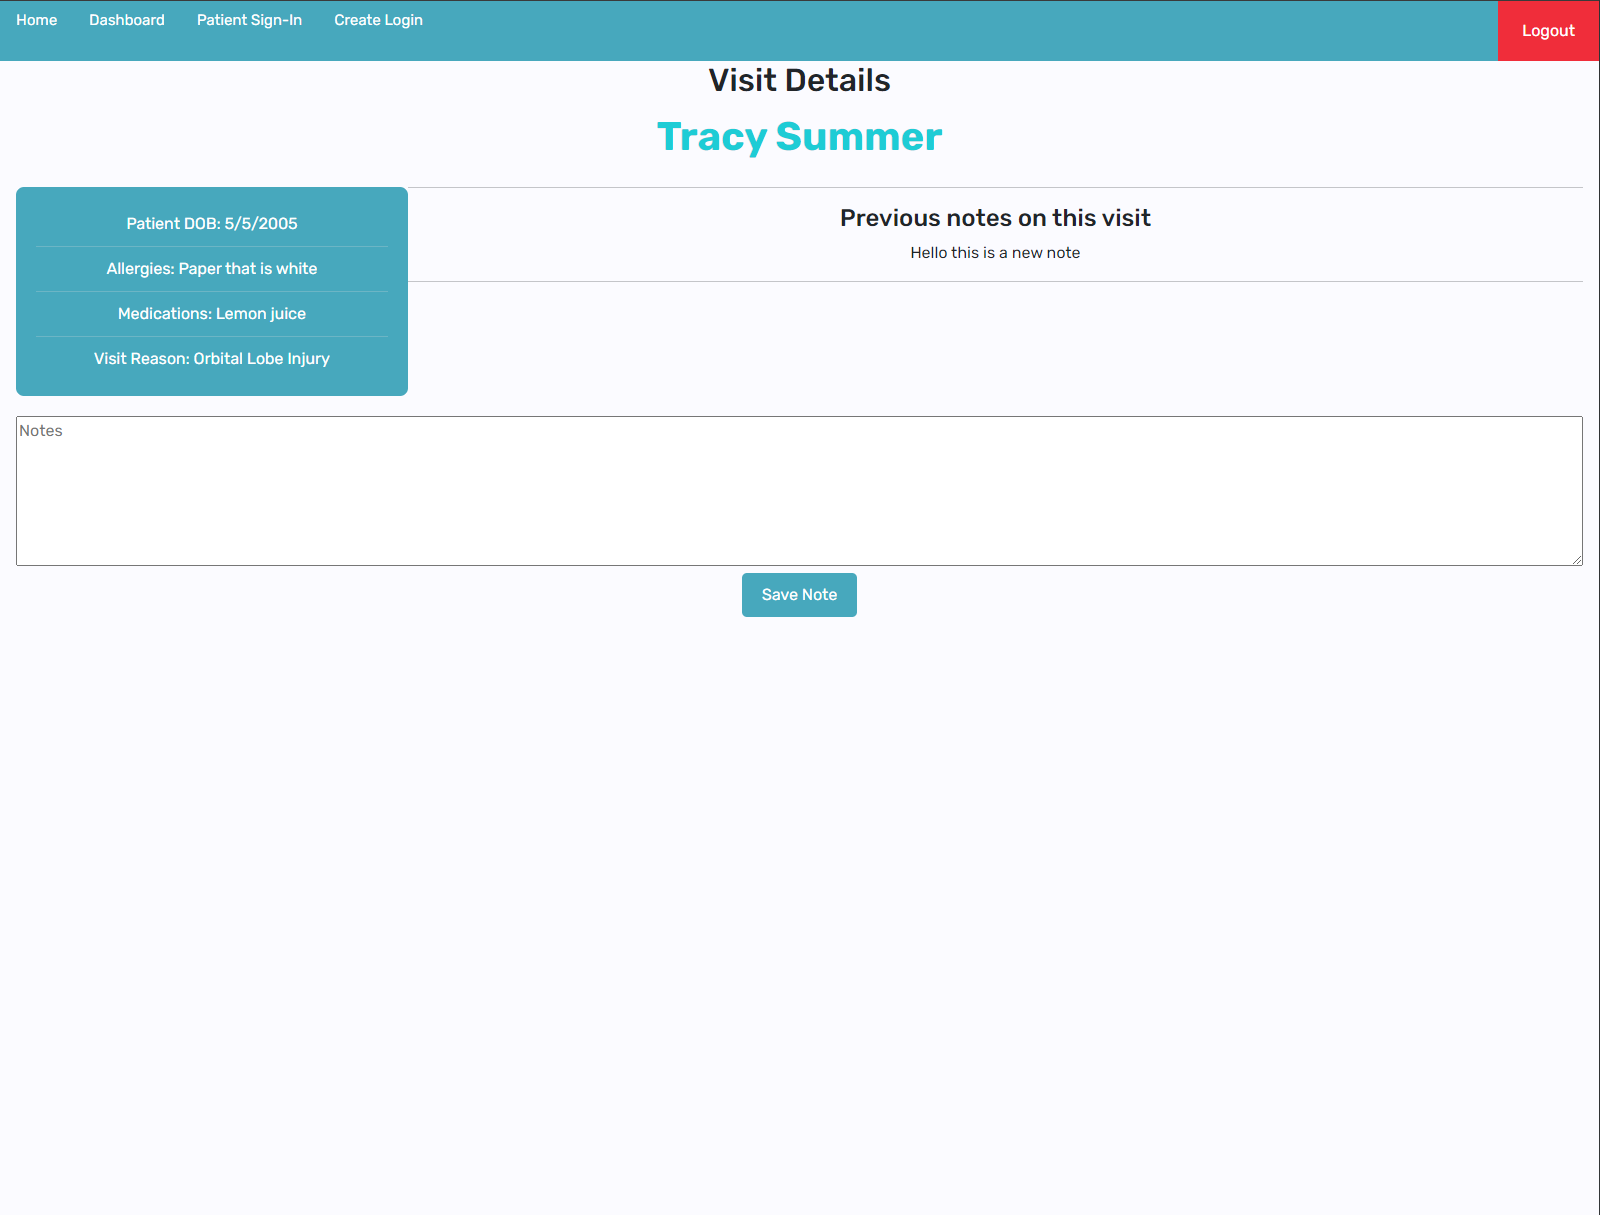 Home Dashboard Patient Sign-In Create Login Logout
Visit Details
Tracy Summer
Patient DOB: 5/5/2005
Allergies: Paper that is white
Medications: Lemon juice
Visit Reason: Orbital Lobe Injury
Previous notes on this visit
Hello this is a new note
Notes
Save Note